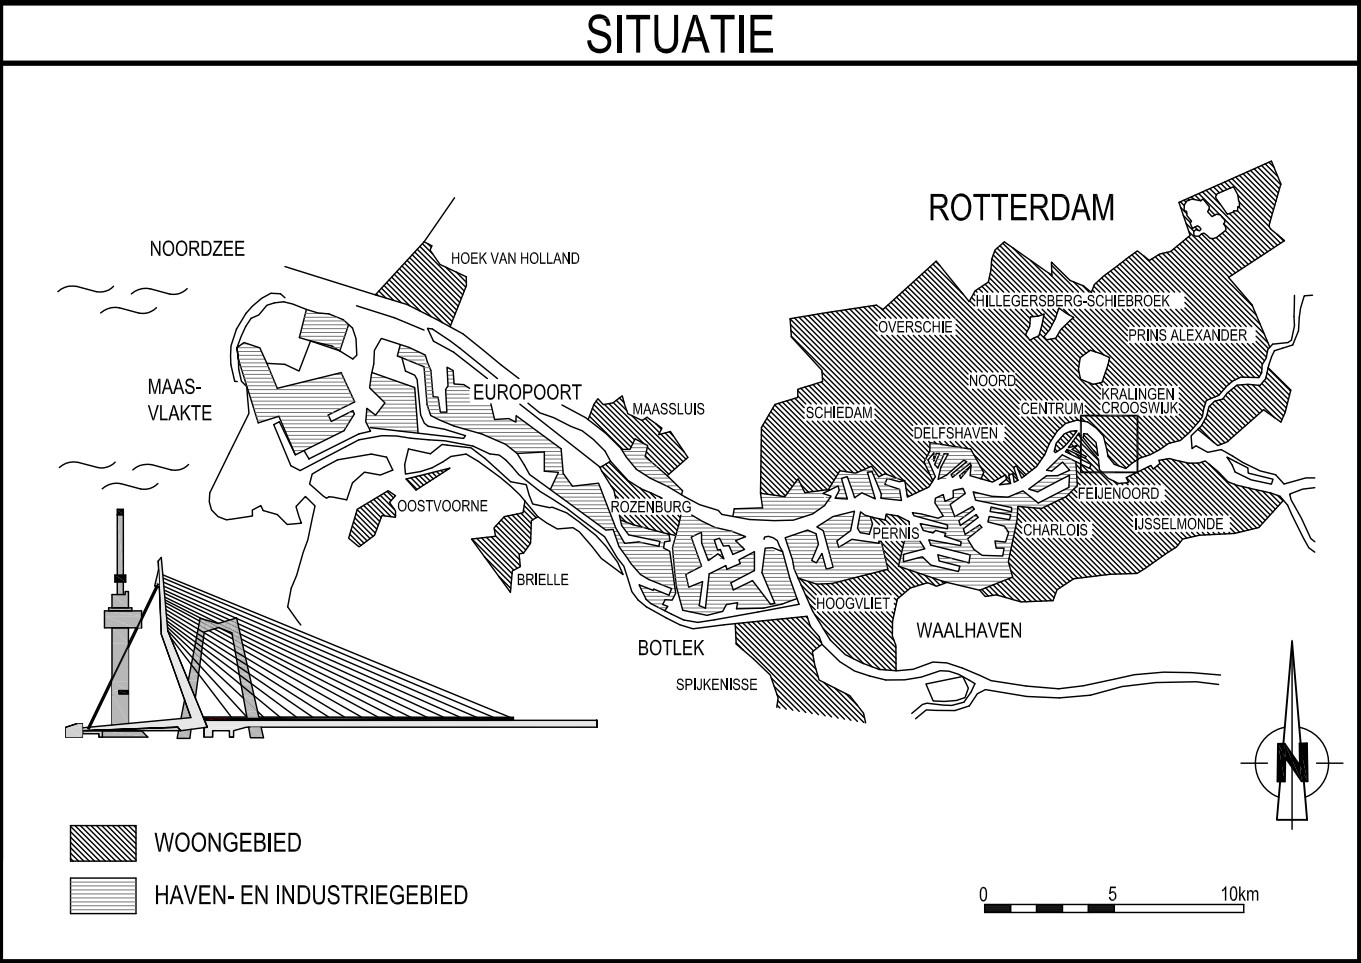 SITUATIE
ROTTERDAM
NOORDZEE
HOEK VAN HOLLAND
HILLEGERSBERG-SCHIEBROEK
OVERSCHIE
PRINS ALEXANDER
MAAS-
VLAKTE
EUROPOORT
NOORD
KRALINGEN
CROOSWIJK
MAASSLUIS
SCHIEDAM
CENTRUM
DELFSHAVEN
OOSTVOORNE
ROZENBURG
FEIJENOORD
PERNIS
CHARLOIS
IJSSELMONDE
BRIELLE
HOOGVLIET
WAALHAVEN
BOTLEK
SPIJKENISSE
N
WOONGEBIED
HAVEN- EN INDUSTRIEGEBIED
0 5 10km